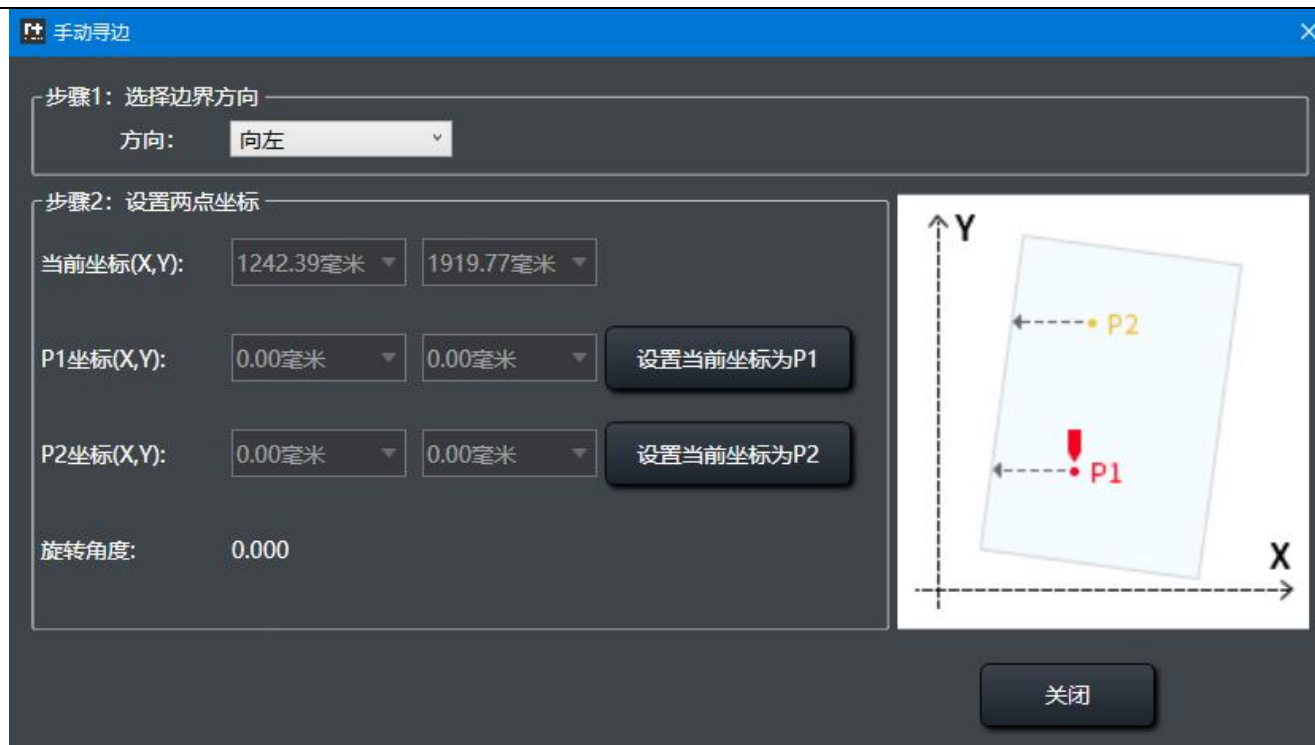 手动寻边
步骤1：选择边界方向
方向： 向左
步骤2：设置两点坐标
当前坐标(X,Y): 1242.39毫米 1919.77毫米
P1坐标(X,Y): 0.00毫米 0.00毫米 设置当前坐标为P1
P2坐标(X,Y): 0.00毫米 0.00毫米 设置当前坐标为P2
旋转角度: 0.000
Y
P2
P1
X
关闭